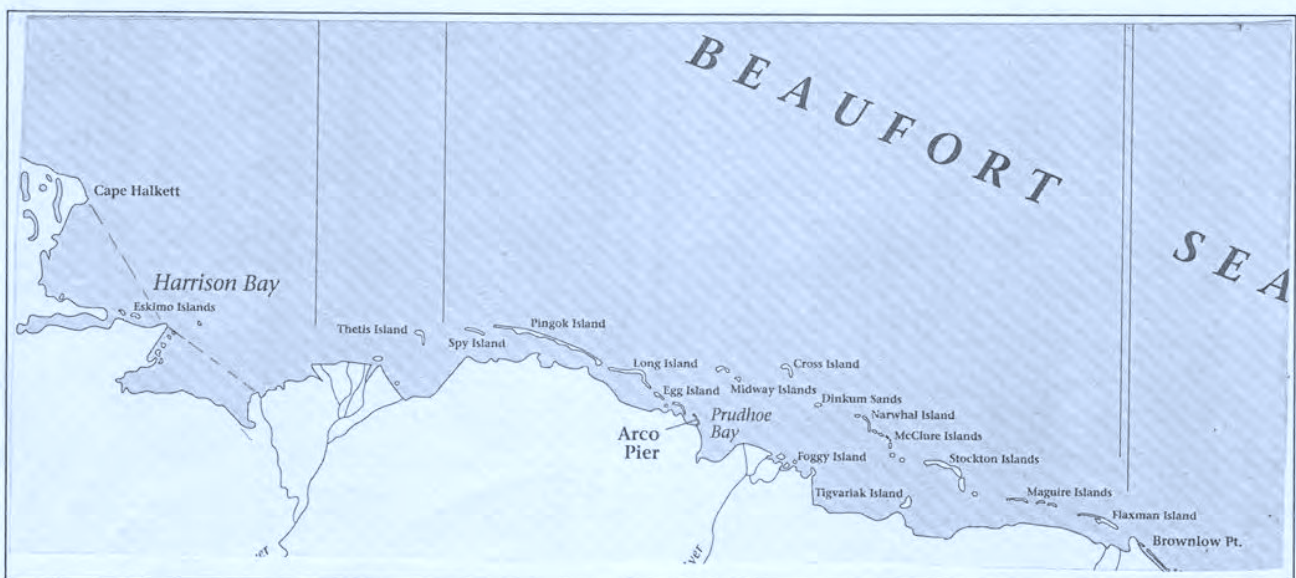 BEAUFORT
SEA
Cape Halkett
Harrison Bay
Eskimo Islands
Thetis Island
Spy Island
Pingok Island
Long Island
Cross Island
Egg Island
Midway Islands
Dinkum Sands
Prudhoe
Bay
Narwhal Island
Arco
Pier
McClure Islands
Foggy Island
Stockton Islands
Tigvariak Island
Maguire Islands
Flaxman Island
Brownlow Pt.